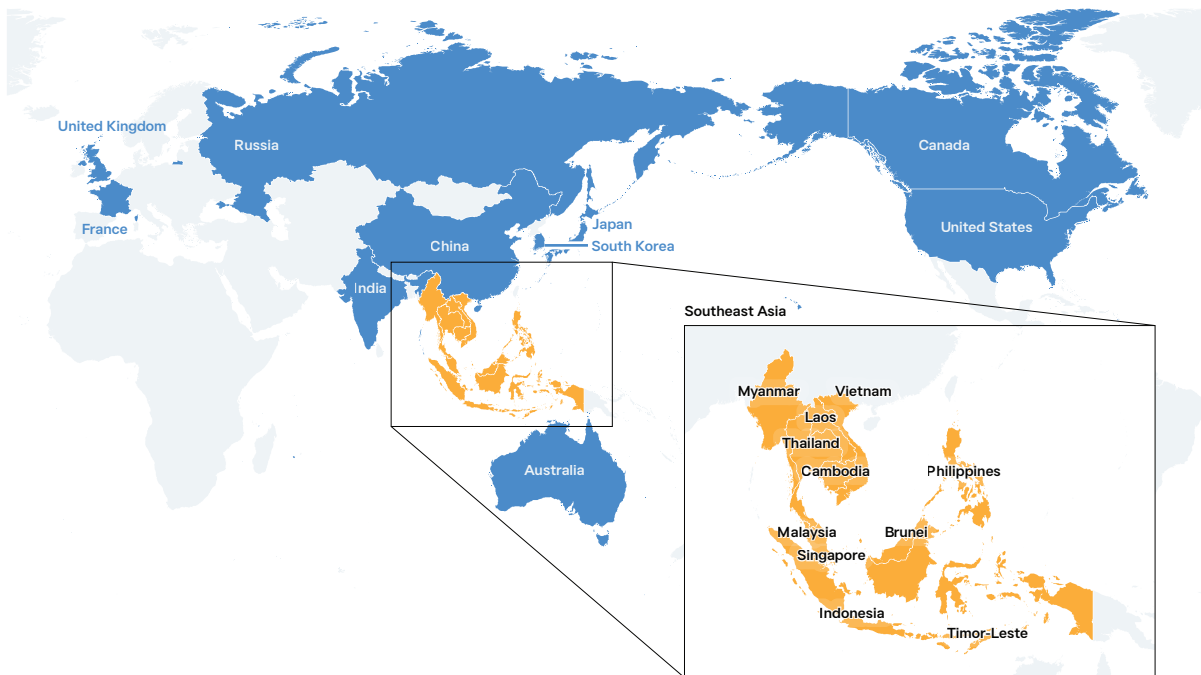 United Kingdom
Russia
Canada
France
Japan
United States
China
South Korea
India
Southeast Asia
Myanmar
Vietnam
Laos
Thailand
Australia
Cambodia
Philippines
Malaysia
Brunei
Singapore
Indonesia
Timor-Leste